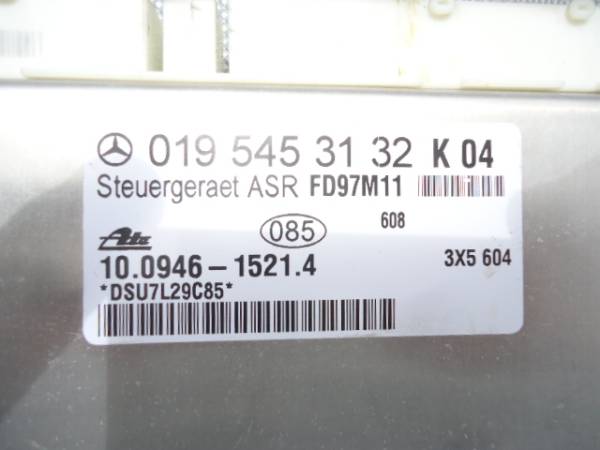 019 545 31 32 K 04
Steuergeraet ASR FD97M11
085 608
Ate
10.0946-1521.4 3X5 604
*DSU7L29C85*